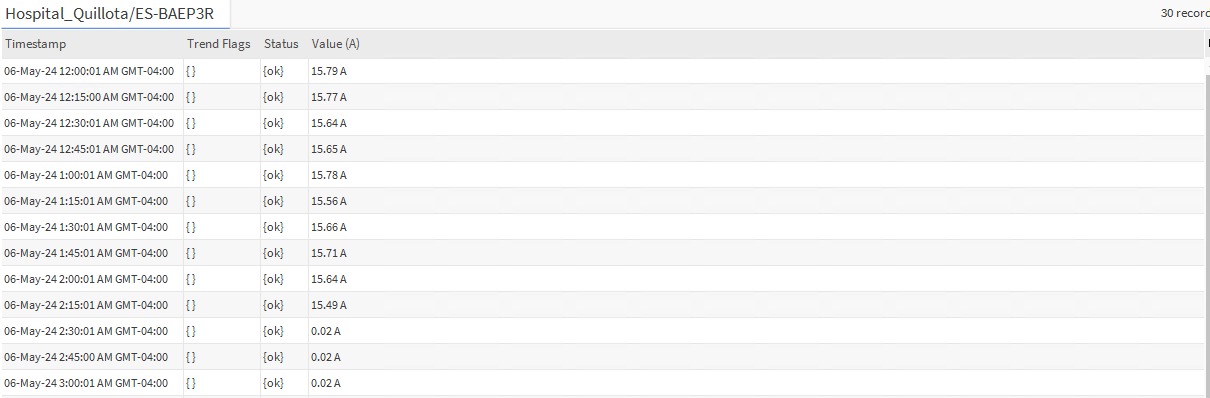 Hospital_Quillota/ES-BAEP3R 30 record
Timestamp Trend Flags Status Value (A)
06-May-24 12:00:01 AM GMT-04:00 { } {ok} 15.79 A
06-May-24 12:15:00 AM GMT-04:00 { } {ok} 15.77 A
06-May-24 12:30:01 AM GMT-04:00 { } {ok} 15.64 A
06-May-24 12:45:01 AM GMT-04:00 { } {ok} 15.65 A
06-May-24 1:00:01 AM GMT-04:00 { } {ok} 15.78 A
06-May-24 1:15:01 AM GMT-04:00 { } {ok} 15.56 A
06-May-24 1:30:01 AM GMT-04:00 { } {ok} 15.66 A
06-May-24 1:45:01 AM GMT-04:00 { } {ok} 15.71 A
06-May-24 2:00:01 AM GMT-04:00 { } {ok} 15.64 A
06-May-24 2:15:01 AM GMT-04:00 { } {ok} 15.49 A
06-May-24 2:30:01 AM GMT-04:00 { } {ok} 0.02 A
06-May-24 2:45:00 AM GMT-04:00 { } {ok} 0.02 A
06-May-24 3:00:01 AM GMT-04:00 { } {ok} 0.02 A